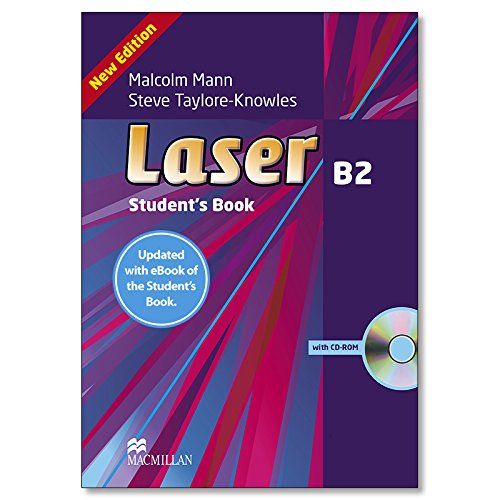 New Edition
Malcolm Mann
Steve Taylore-Knowles
Laser B2
Student's Book
Updated
with eBook of
the Student's
Book.
with CD-ROM
MACMILLAN